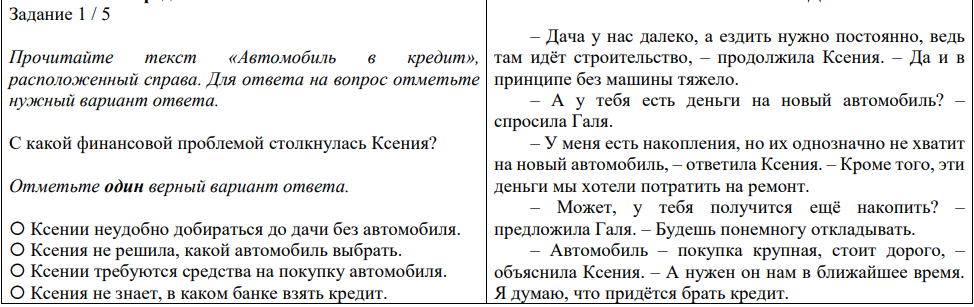 Задание 1 / 5
Прочитайте текст «Автомобиль в кредит»,
расположенный справа. Для ответа на вопрос отметьте
нужный вариант ответа.
С какой финансовой проблемой столкнулась Ксения?
Отметьте один верный вариант ответа.
Ксении неудобно добираться до дачи без автомобиля.
Ксения не решила, какой автомобиль выбрать.
Ксении требуются средства на покупку автомобиля.
Ксения не знает, в каком банке взять кредит.
– Дача у нас далеко, а ездить нужно постоянно, ведь
там идёт строительство, – продолжила Ксения. – Да и в
принципе без машины тяжело.
– А у тебя есть деньги на новый автомобиль? –
спросила Галя.
– У меня есть накопления, но их однозначно не хватит
на новый автомобиль, – ответила Ксения. – Кроме того, эти
деньги мы хотели потратить на ремонт.
– Может, у тебя получится ещё накопить? –
предложила Галя. – Будешь понемногу откладывать.
– Автомобиль – покупка крупная, стоит дорого, –
объяснила Ксения. – А нужен он нам в ближайшее время.
Я думаю, что придётся брать кредит.